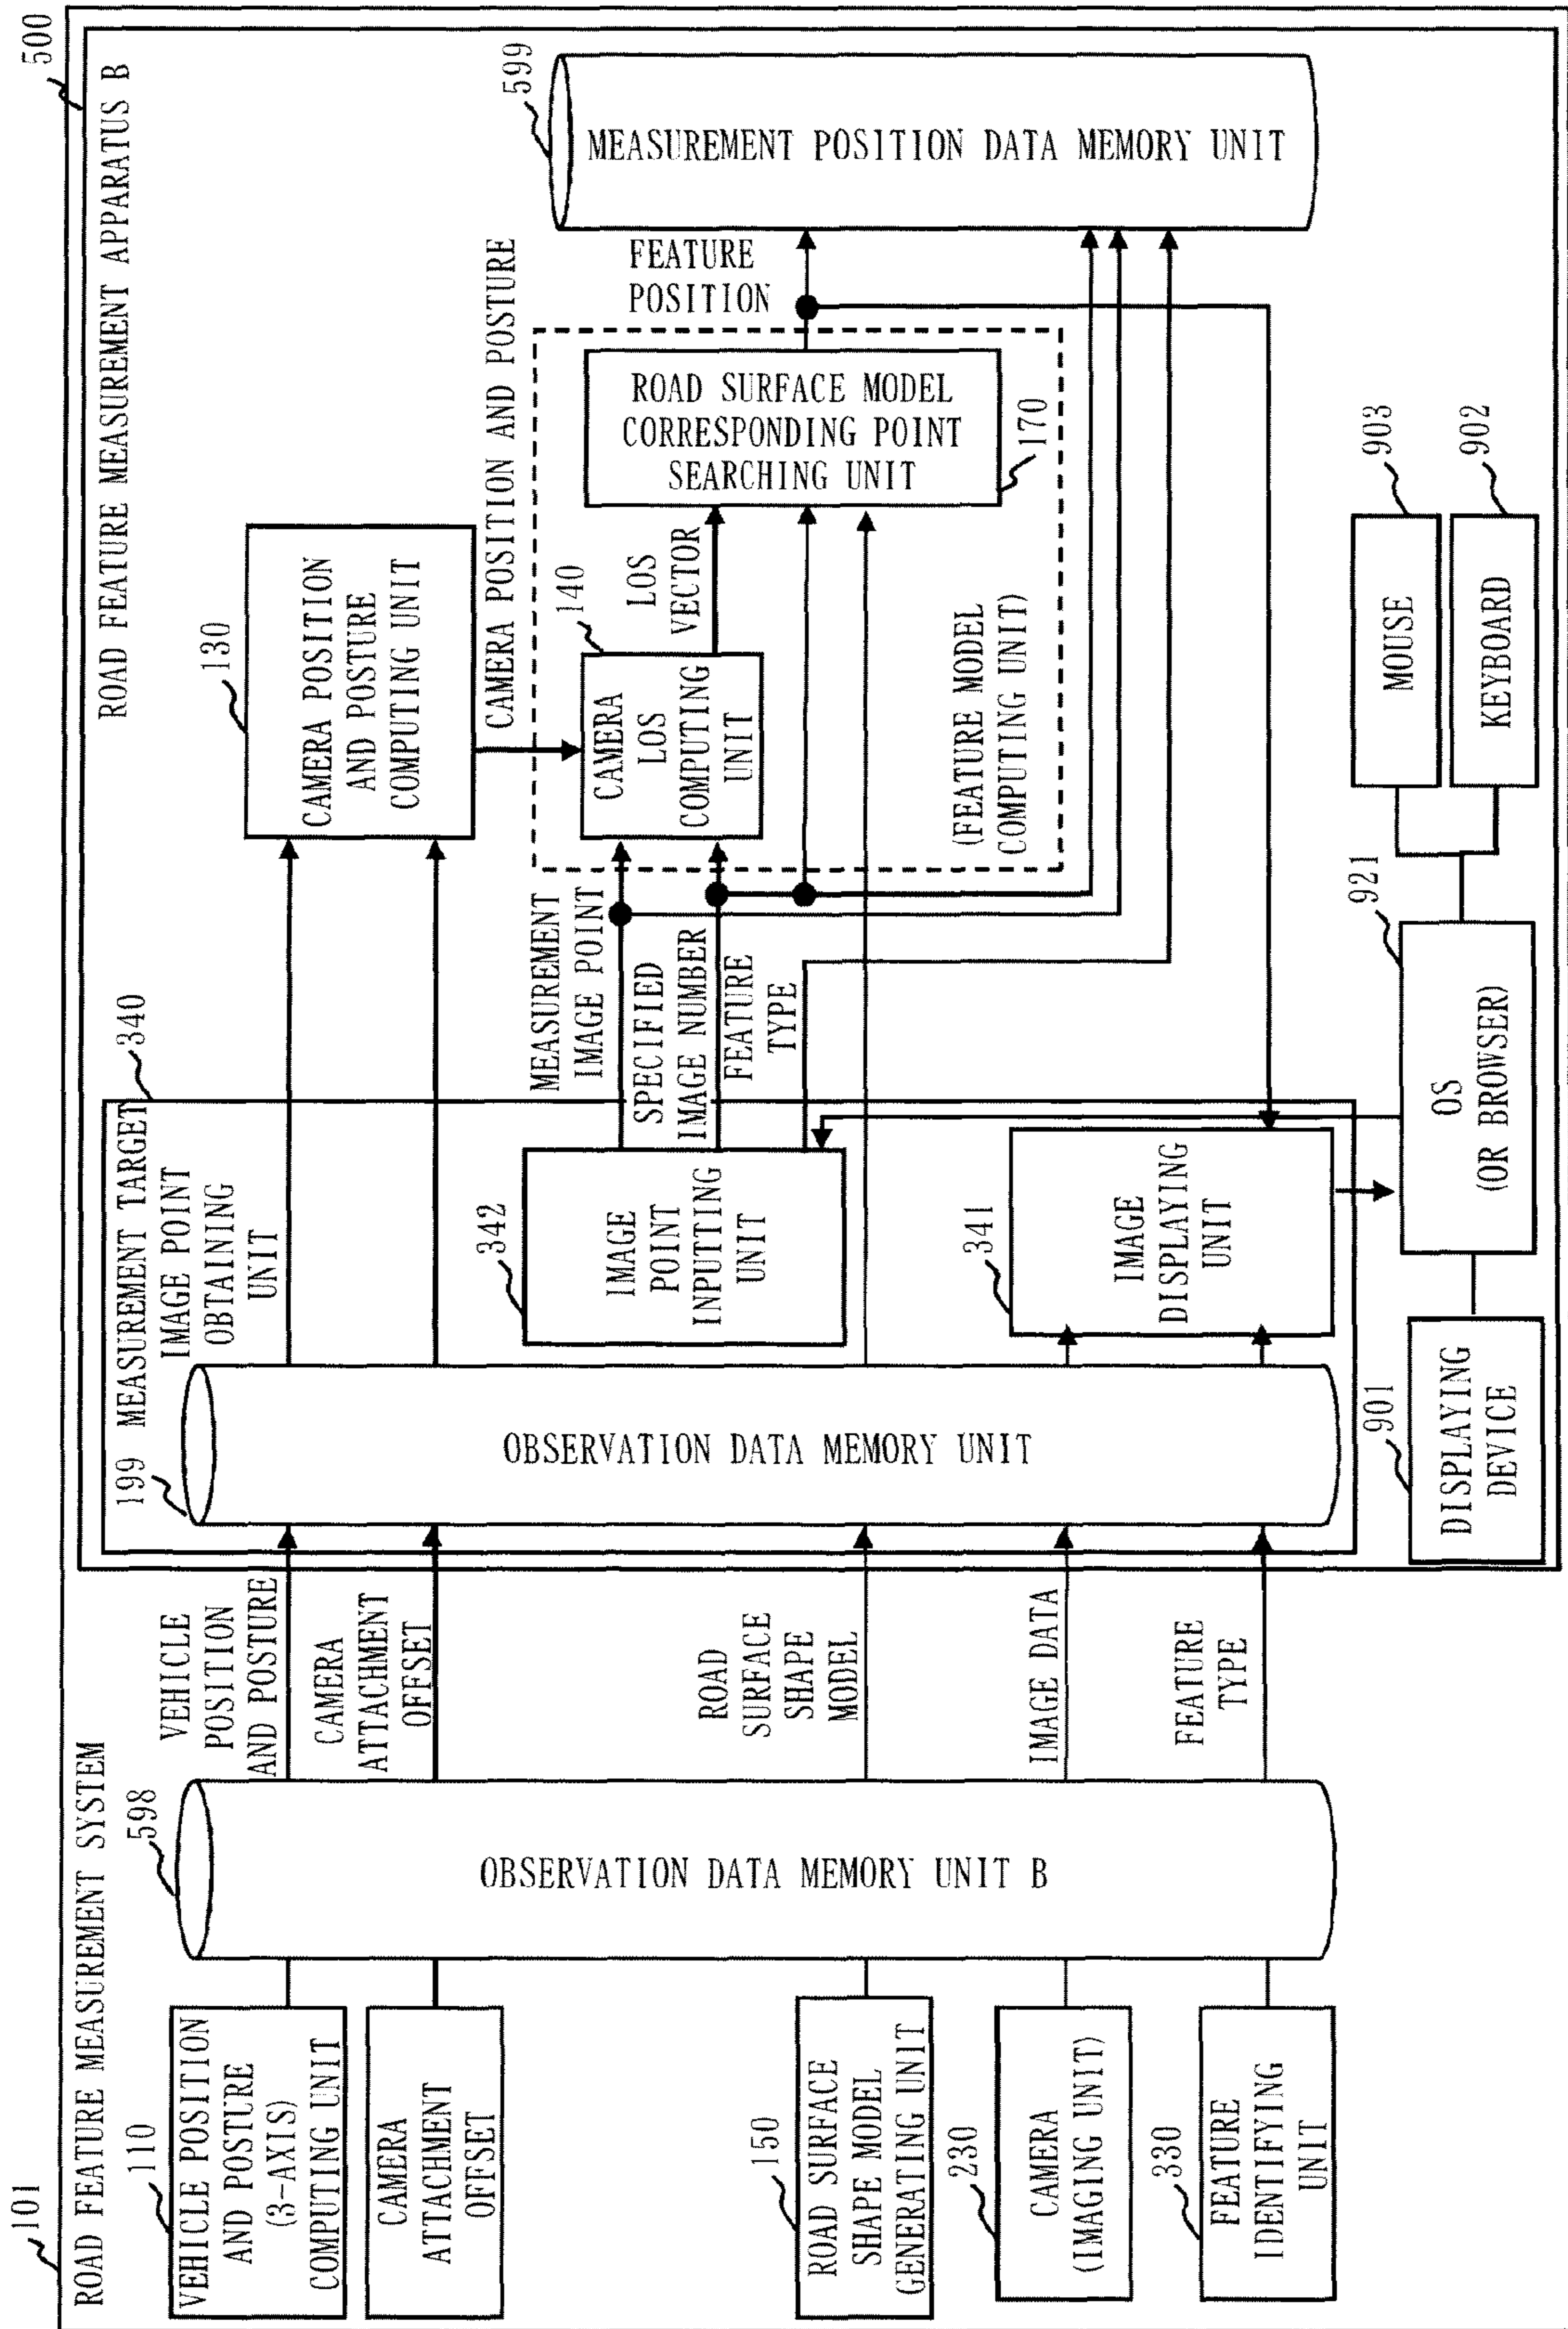 101
ROAD FEATURE MEASUREMENT SYSTEM
110
VEHICLE POSITION
AND POSTURE
(3-AXIS)
COMPUTING UNIT
CAMERA
ATTACHMENT
OFFSET
150
ROAD SURFACE
SHAPE MODEL
GENERATING UNIT
230
CAMERA
(IMAGING UNIT)
330
FEATURE
IDENTIFYING
UNIT
598
OBSERVATION DATA MEMORY UNIT B
VEHICLE
POSITION
AND POSTURE
CAMERA
ATTACHMENT
OFFSET
ROAD
SURFACE
SHAPE
MODEL
IMAGE DATA
FEATURE
TYPE
500
ROAD FEATURE MEASUREMENT APPARATUS B
340
199
MEASUREMENT TARGET
IMAGE POINT
OBTAINING
UNIT
OBSERVATION DATA MEMORY UNIT
342
IMAGE
POINT
INPUTTING
UNIT
341
IMAGE
DISPLAYING
UNIT
MEASUREMENT
IMAGE POINT
SPECIFIED
IMAGE NUMBER
FEATURE
TYPE
130
CAMERA POSITION
AND POSTURE
COMPUTING UNIT
CAMERA POSITION AND POSTURE
140
CAMERA
LOS
COMPUTING
UNIT
LOS
VECTOR
ROAD SURFACE MODEL
CORRESPONDING POINT
SEARCHING UNIT
170
(FEATURE MODEL
COMPUTING UNIT)
FEATURE
POSITION
599
MEASUREMENT POSITION DATA MEMORY UNIT
901
DISPLAYING
DEVICE
921
OS
(OR BROWSER)
903
MOUSE
902
KEYBOARD